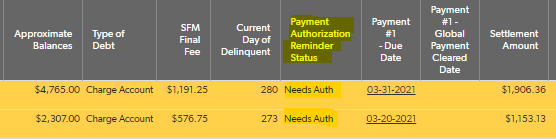 Approximate Balances	Type of Debt	SFM Final Fee	Current Day of Delinquent	Payment Authorization Reminder Status	Payment #1 - Due Date	Payment #1 - Global Payment Cleared Date	Settlement Amount
$4,765.00	Charge Account	$1,191.25	280	Needs Auth	03-31-2021		$1,906.36
$2,307.00	Charge Account	$576.75	273	Needs Auth	03-20-2021		$1,153.13